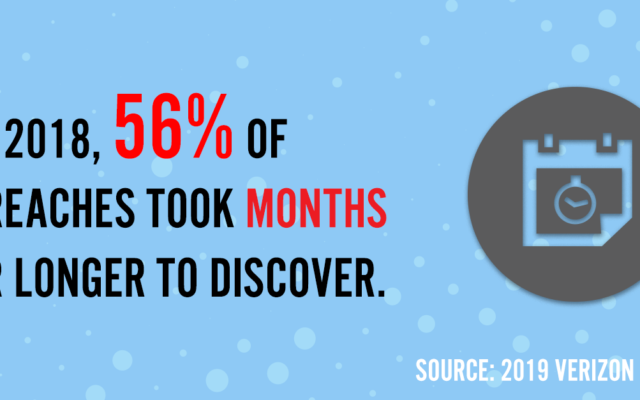 2018, 56% OF
REACHES TOOK MONTHS
R LONGER TO DISCOVER.
SOURCE: 2019 VERIZON